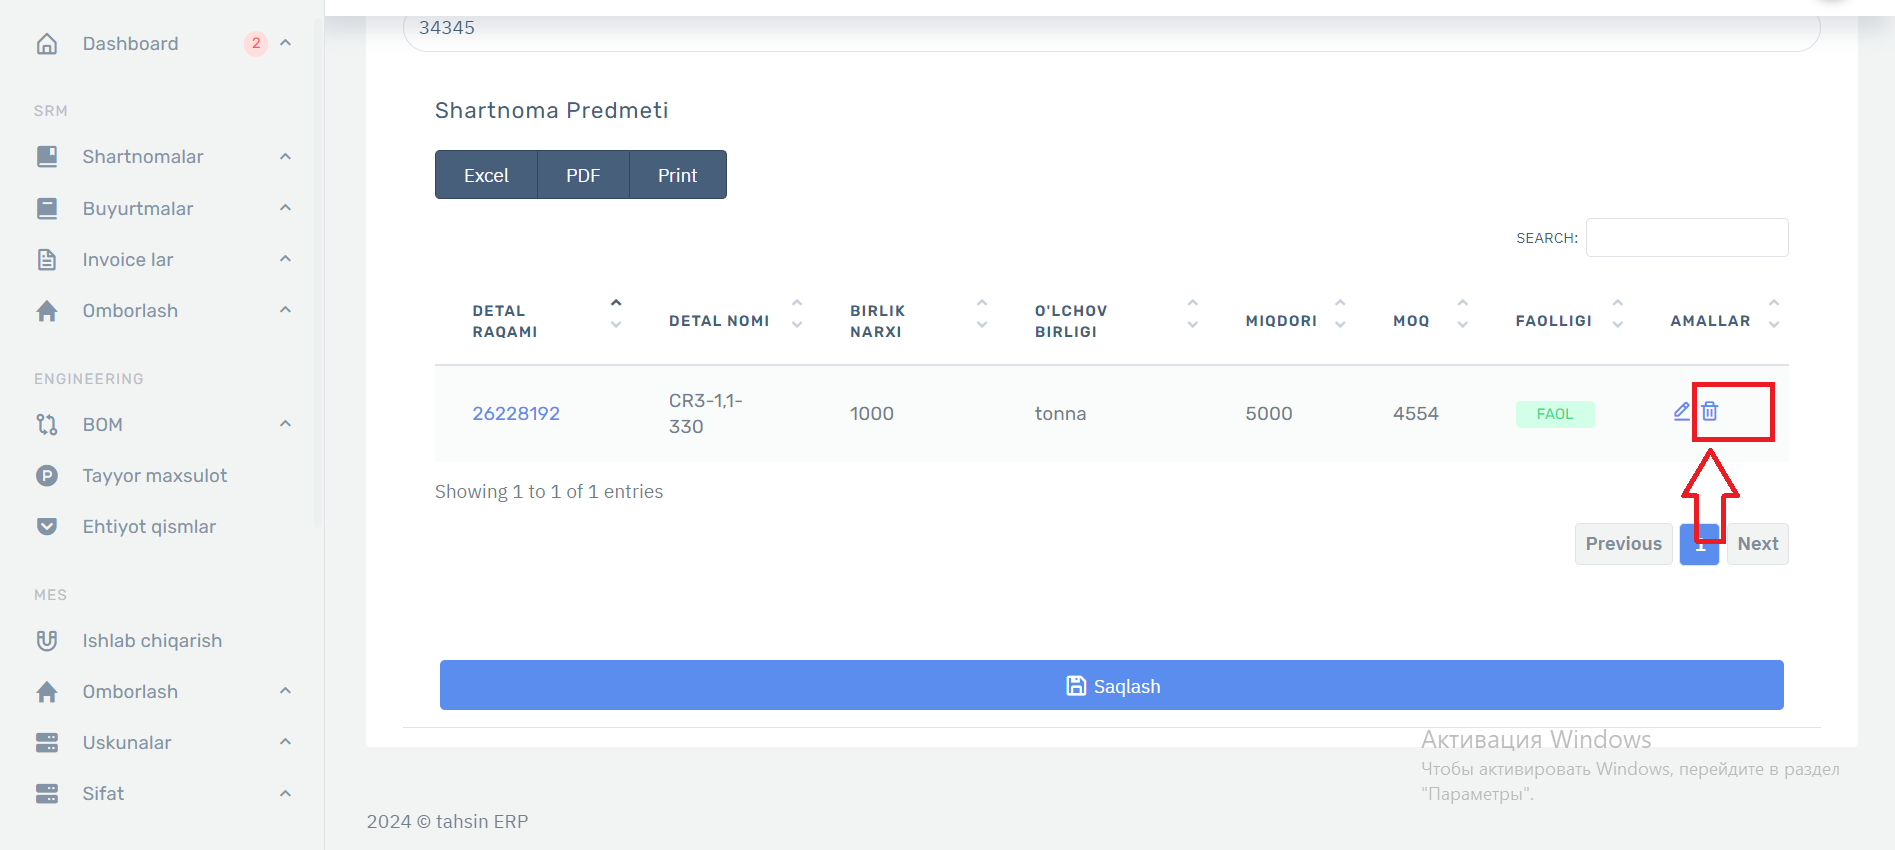 34345
Dashboard 2
SRM
Shartnomalar
Buyurtmalar
Invoice lar
Omborlash
ENGINEERING
BOM
Tayyor maxsulot
Ehtiyot qismlar
MES
Ishlab chiqarish
Omborlash
Uskunalar
Sifat
Shartnoma Predmeti
Excel PDF Print
SEARCH:
DETAL RAQAMI
DETAL NOMI
BIRLIK NARXI
O'LCHOV BIRLIGI
MIQDORI
MOQ
FAOLLIGI
AMALLAR
26228192
CR3-1,1-
330
1000
tonna
5000
4554
FAOL
Showing 1 to 1 of 1 entries
Previous 1 Next
Saqlash
Активация Windows
Чтобы активировать Windows, перейдите в раздел
"Параметры".
2024 © tahsin ERP